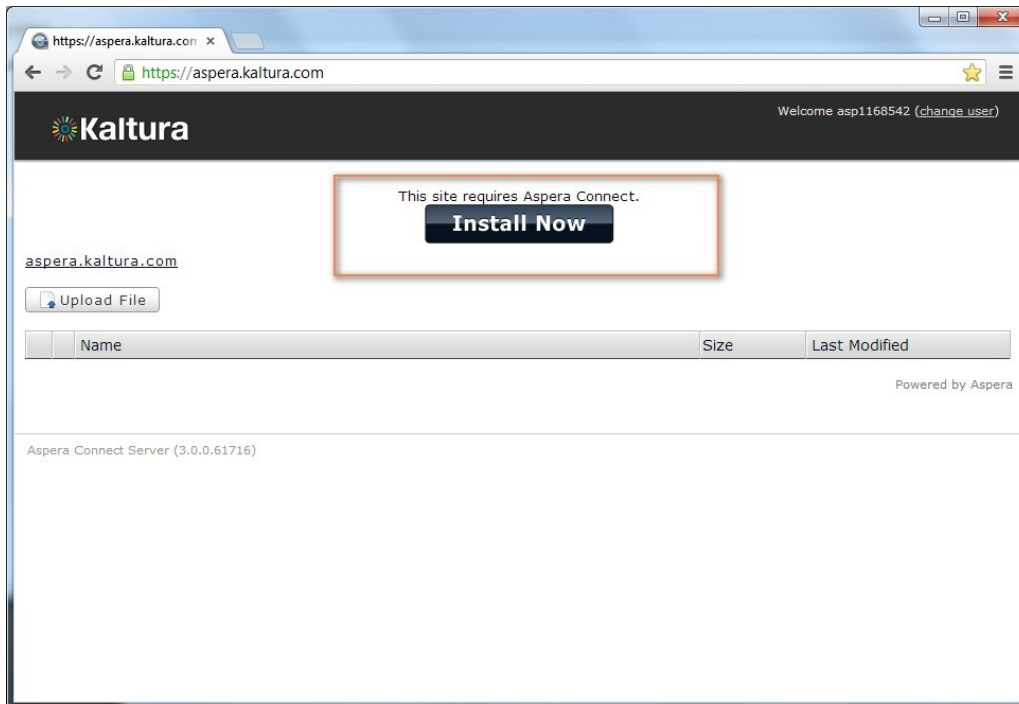 https://aspera.kaltura.com
https://aspera.kaltura.com
Welcome asp1168542 (change user)
Kaltura
This site requires Aspera Connect.
Install Now
aspera.kaltura.com
Upload File
Name Size Last Modified
Powered by Aspera
Aspera Connect Server (3.0.0.61716)